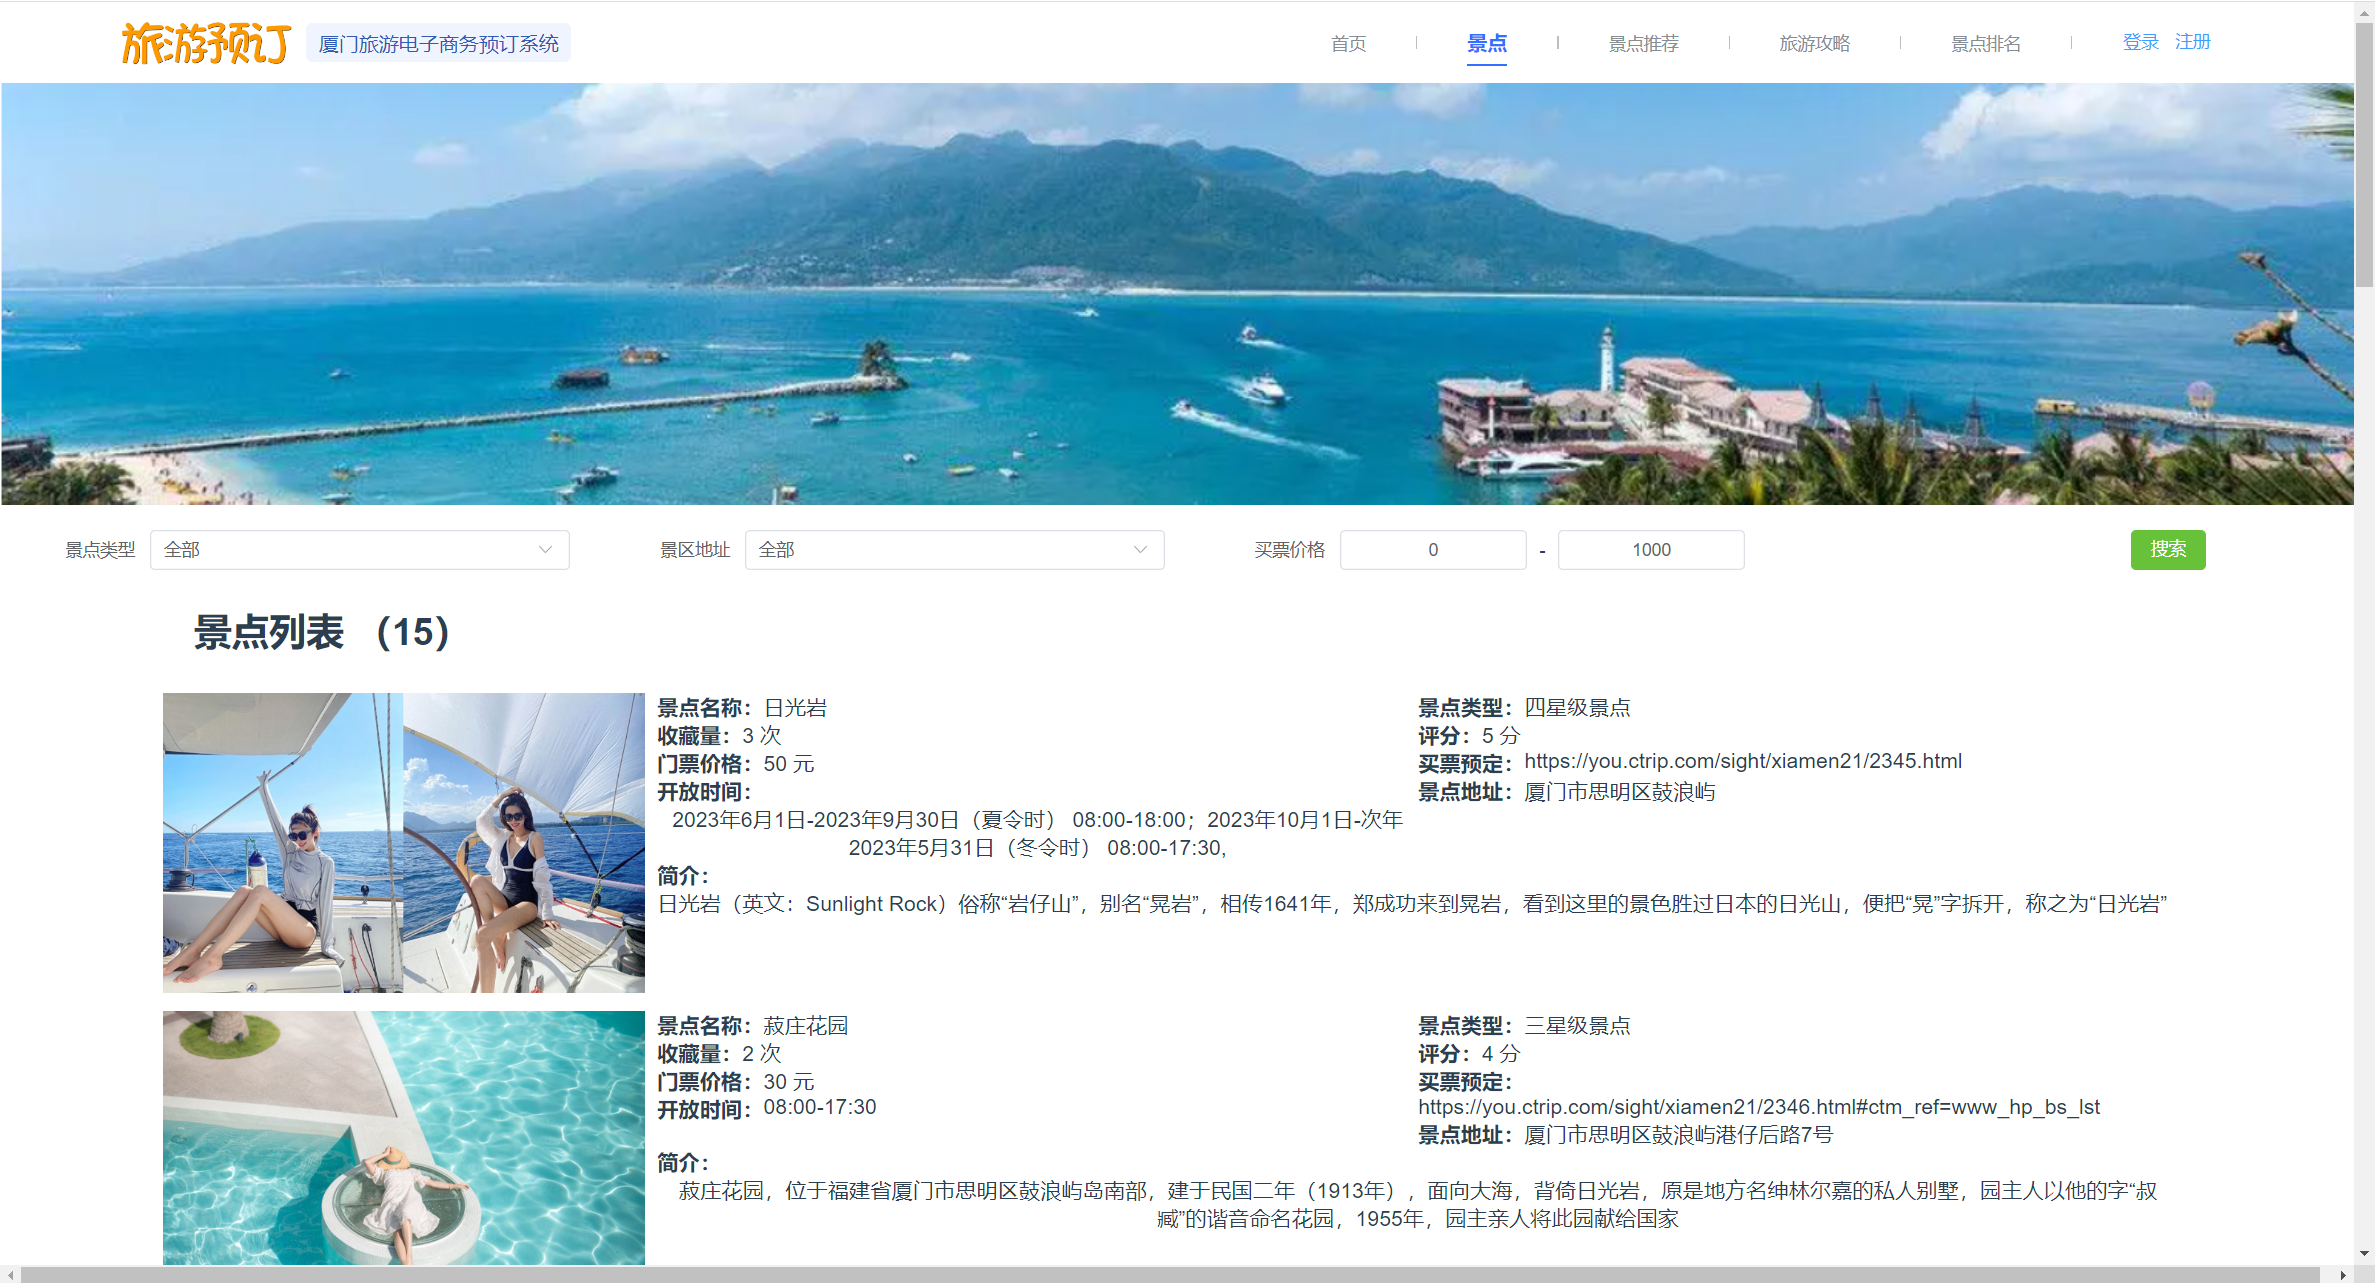 旅游预订 厦门旅游电子商务预订系统 首页 景点 景点推荐 旅游攻略 景点排名 登录 注册
景点类型 全部 景区地址 全部 买票价格 0 - 1000 搜索
景点列表 （15）
景点名称：日光岩 景点类型：四星级景点
收藏量：3 次 评分：5 分
门票价格：50 元 买票预定：https://you.ctrip.com/sight/xiamen21/2345.html
开放时间： 景点地址：厦门市思明区鼓浪屿
2023年6月1日-2023年9月30日（夏令时） 08:00-18:00；2023年10月1日-次年
2023年5月31日（冬令时） 08:00-17:30,
简介：
日光岩（英文：Sunlight Rock）俗称“岩仔山”，别名“晃岩”，相传1641年，郑成功来到晃岩，看到这里的景色胜过日本的日光山，便把“晃”字拆开，称之为“日光岩”
景点名称：菽庄花园 景点类型：三星级景点
收藏量：2 次 评分：4 分
门票价格：30 元 买票预定：
开放时间：08:00-17:30 https://you.ctrip.com/sight/xiamen21/2346.html#ctm_ref=www_hp_bs_lst
景点地址：厦门市思明区鼓浪屿港仔后路7号
简介：
菽庄花园，位于福建省厦门市思明区鼓浪屿岛南部，建于民国二年（1913年），面向大海，背倚日光岩，原是地方名绅林尔嘉的私人别墅，园主人以他的字“叔
臧”的谐音命名花园，1955年，园主亲人将此园献给国家